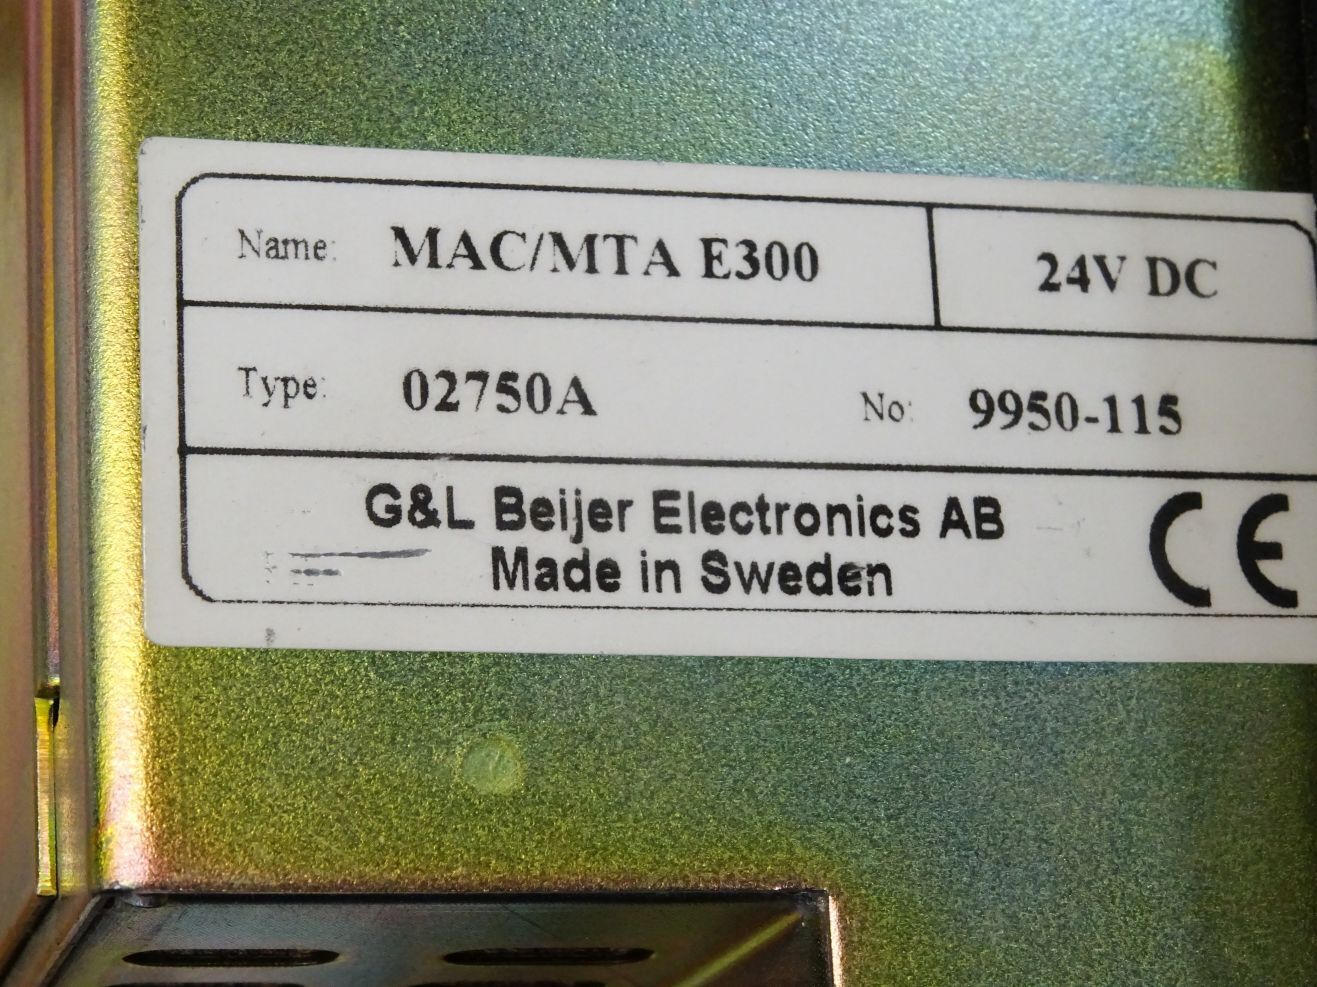 Name: MAC/MTA E300 24V DC
Type: 02750A No: 9950-115
G&L Beijer Electronics AB
Made in Sweden
CE